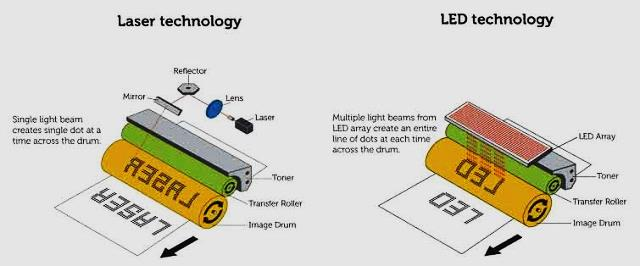 Laser technology
Reflector
Mirror
Lens
Laser
Single light beam
creates single dot at a
time across the drum.
LASER
Toner
Transfer Roller
Image Drum
LASER
LED technology
Multiple light beams from
LED array create an entire
line of dots at each time
across the drum.
LED Array
LED
Toner
Transfer Roller
Image Drum
LED